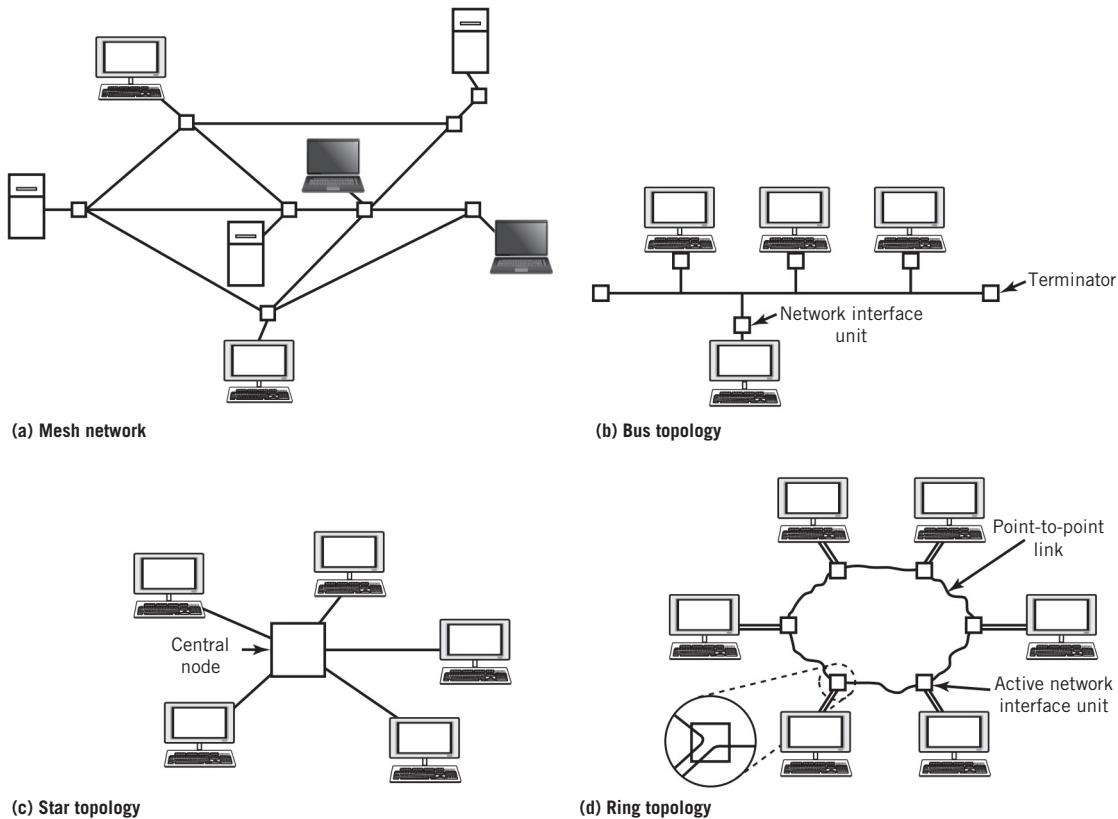 (a) Mesh network
Terminator
Network interface
unit
(b) Bus topology
Central
node
(c) Star topology
Point-to-point
link
Active network
interface unit
(d) Ring topology